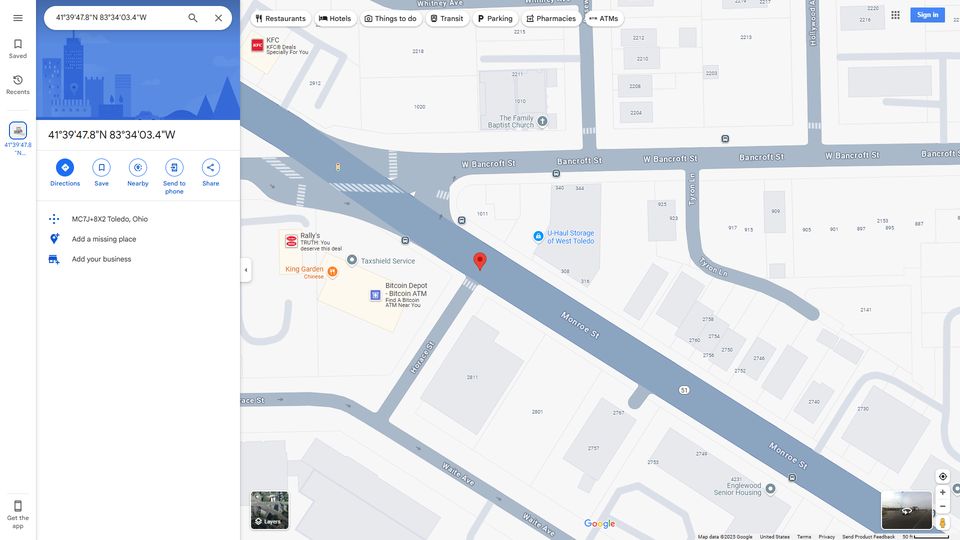 41°39'47.8"N 83°34'03.4"W
Restaurants
Hotels
Things to do
Transit
Parking
Pharmacies
ATMs
Sign in
Saved
Recents
41°39'47.8
"N...
41°39'47.8"N 83°34'03.4"W
Directions
Save
Nearby
Send to
phone
Share
MC7J+8X2 Toledo, Ohio
Add a missing place
Add your business
Get the
app
Whitney Ave
KFC
KFC® Deals
Specially For You
2912
2218
2215
2211
1020
1010
The Family
Baptist Church
2213
2212
2210
2208
2203
2204
Hollywood Ave
2220
2216
2218
W Bancroft St
Bancroft St
W Bancroft St
Bancroft St
W Bancroft St
Tyron Ln
340
344
1011
U-Haul Storage
of West Toledo
308
316
925
923
909
917
915
905
901
897
895
2153
887
2141
Tyron Ln
Rally's
TRUTH: You
deserve this deal
Taxshield Service
King Garden
Chinese
Bitcoin Depot
- Bitcoin ATM
Find A Bitcoin
ATM Near You
Monroe St
Horace St
2811
2801
2767
2757
2753
2749
2758
2760
2754
2750
2752
2746
2740
2730
51
Monroe St
4231
Englewood
Senior Housing
Waite Ave
Waite Ave
Layers
Google
Map data ©2025 Google
United States
Terms
Privacy
Send Product Feedback
50 ft